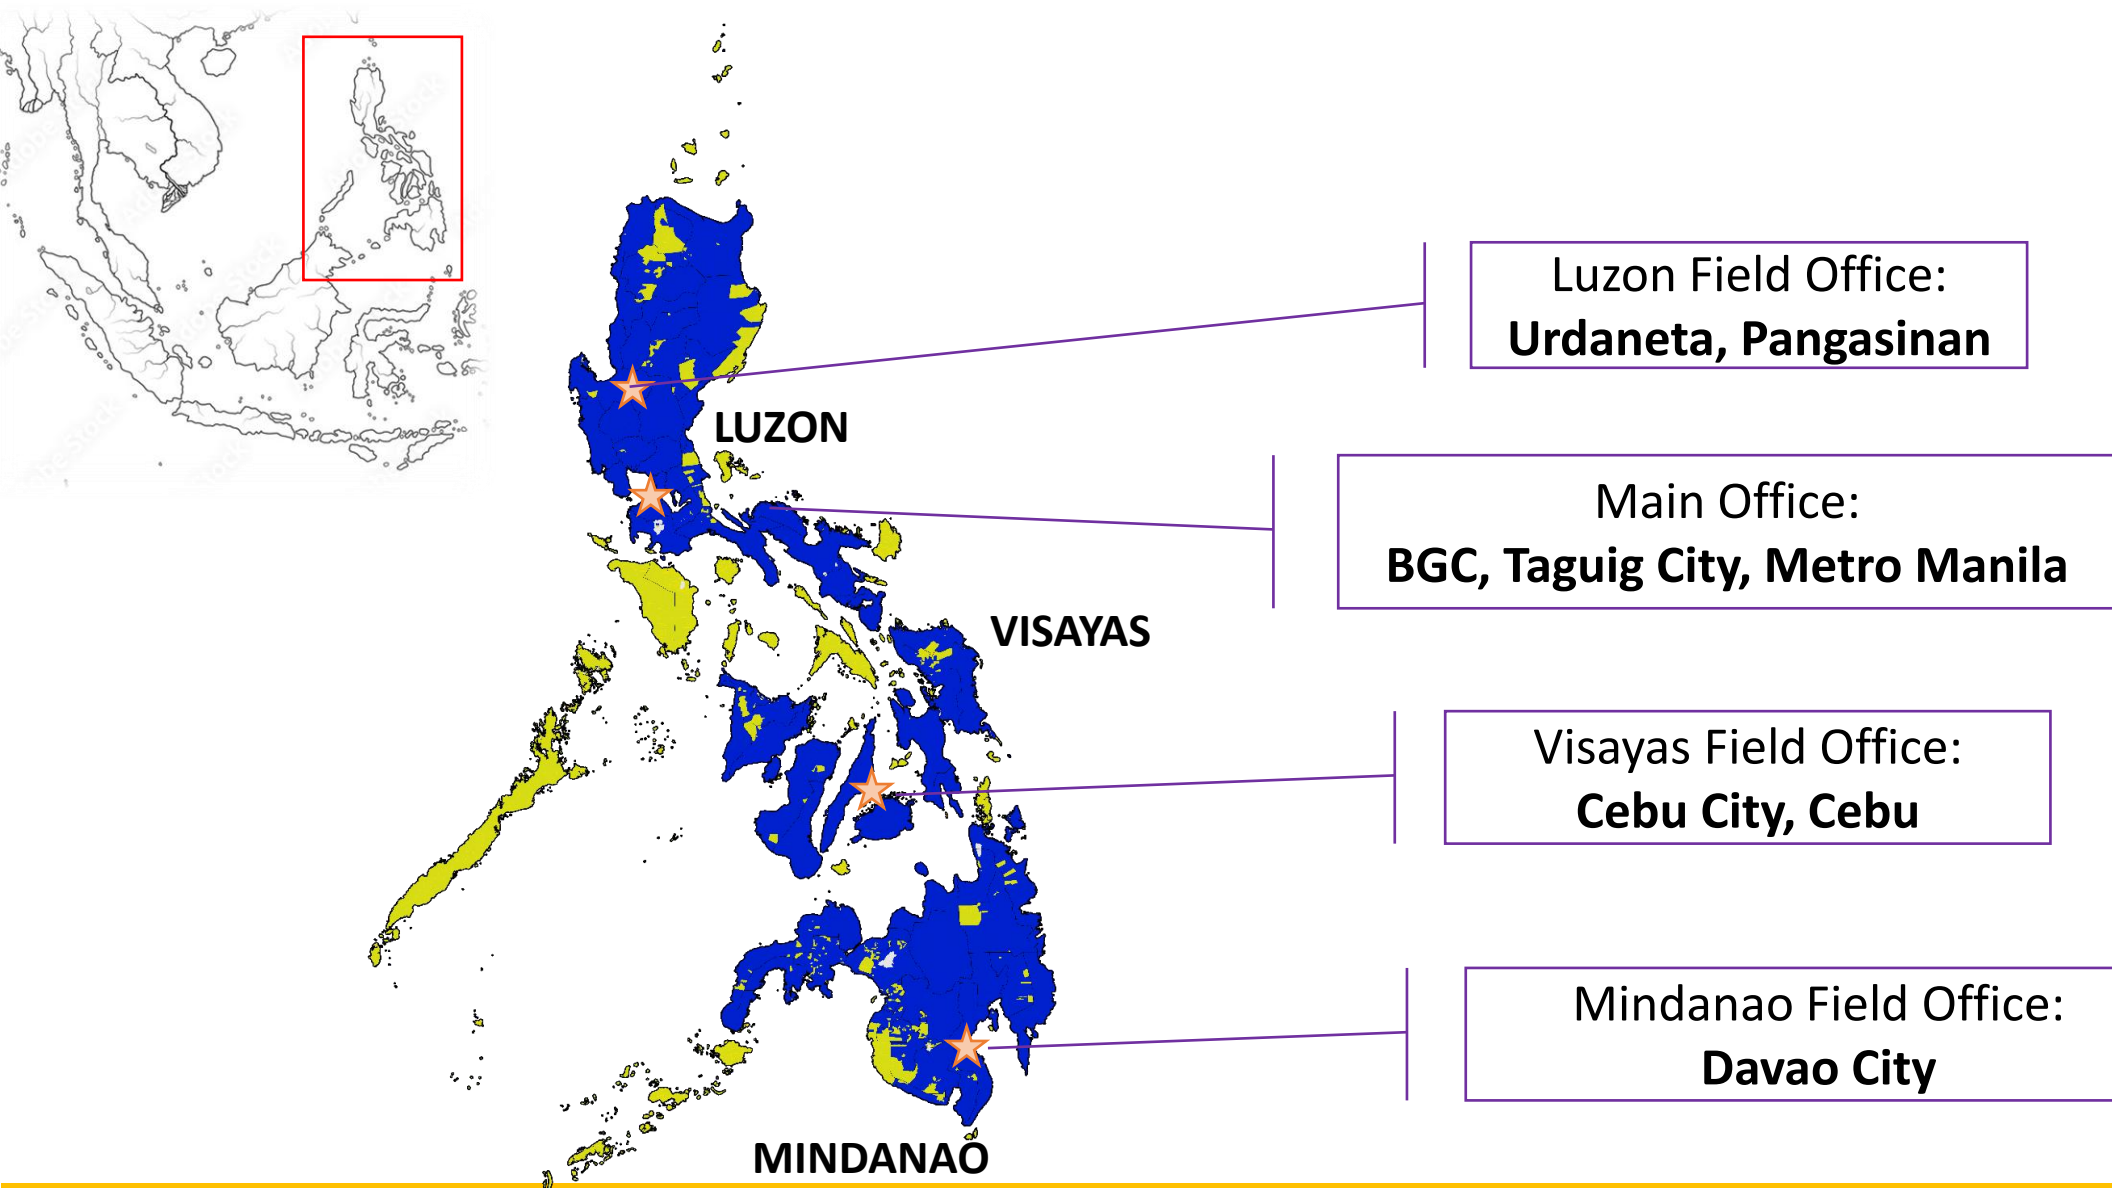 Luzon Field Office:
Urdaneta, Pangasinan
LUZON
Main Office:
BGC, Taguig City, Metro Manila
VISAYAS
Visayas Field Office:
Cebu City, Cebu
Mindanao Field Office:
Davao City
MINDANAO